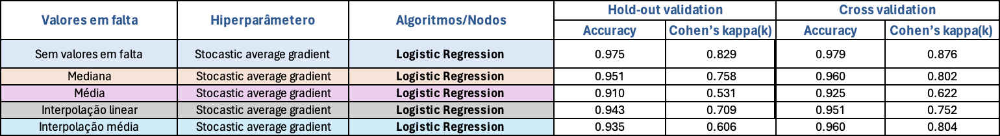 Valores em falta Hiperparâmetero Algoritmos/Nodos Hold-out validation Cross validation
Accuracy Cohen's kappa(k) Accuracy Cohen's kappa(k)
Sem valores em falta Stocastic average gradient Logistic Regression 0.975 0.829 0.979 0.876
Mediana Stocastic average gradient Logistic Regression 0.951 0.758 0.960 0.802
Média Stocastic average gradient Logistic Regression 0.910 0.531 0.925 0.622
Interpolação linear Stocastic average gradient Logistic Regression 0.943 0.709 0.951 0.752
Interpolação média Stocastic average gradient Logistic Regression 0.935 0.606 0.960 0.804